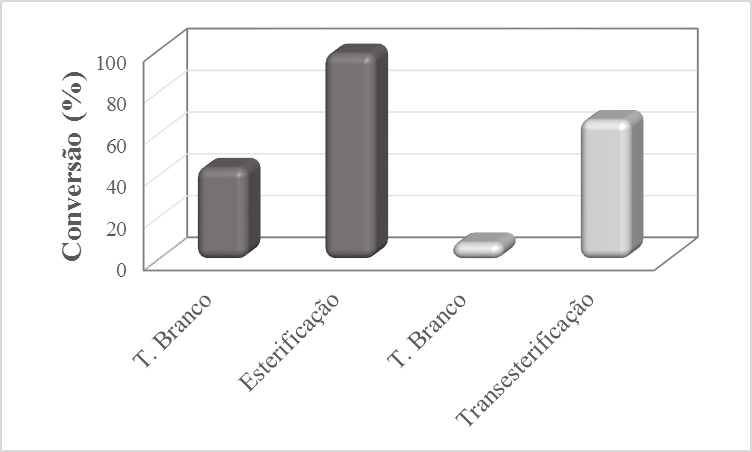 Conversão (%)
100
80
60
40
20
0
T. Branco
Esterificação
T. Branco
Transesterificação